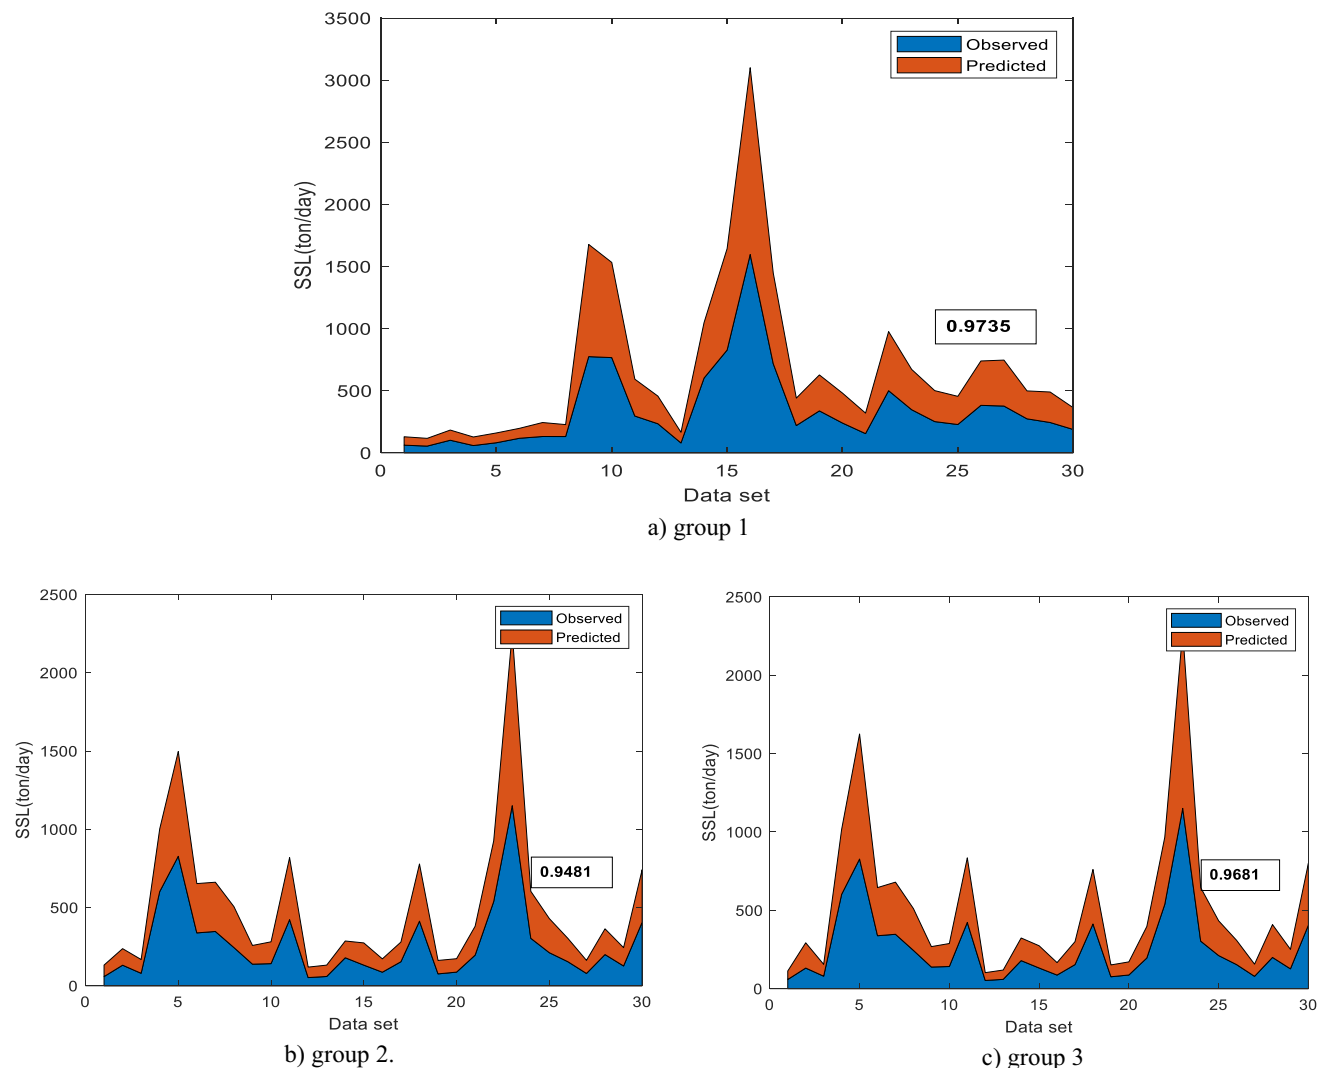 3500
3000
2500
2000
1500
1000
500
0
SSL(ton/day)
Observed
Predicted
0.9735
0 5 10 15 20 25 30
Data set
a) group 1
2500
2000
1500
1000
500
0
SSL(ton/day)
Observed
Predicted
0.9481
0 5 10 15 20 25 30
Data set
b) group 2.
2500
2000
1500
1000
500
0
SSL(ton/day)
Observed
Predicted
0.9681
0 5 10 15 20 25 30
Data set
c) group 3